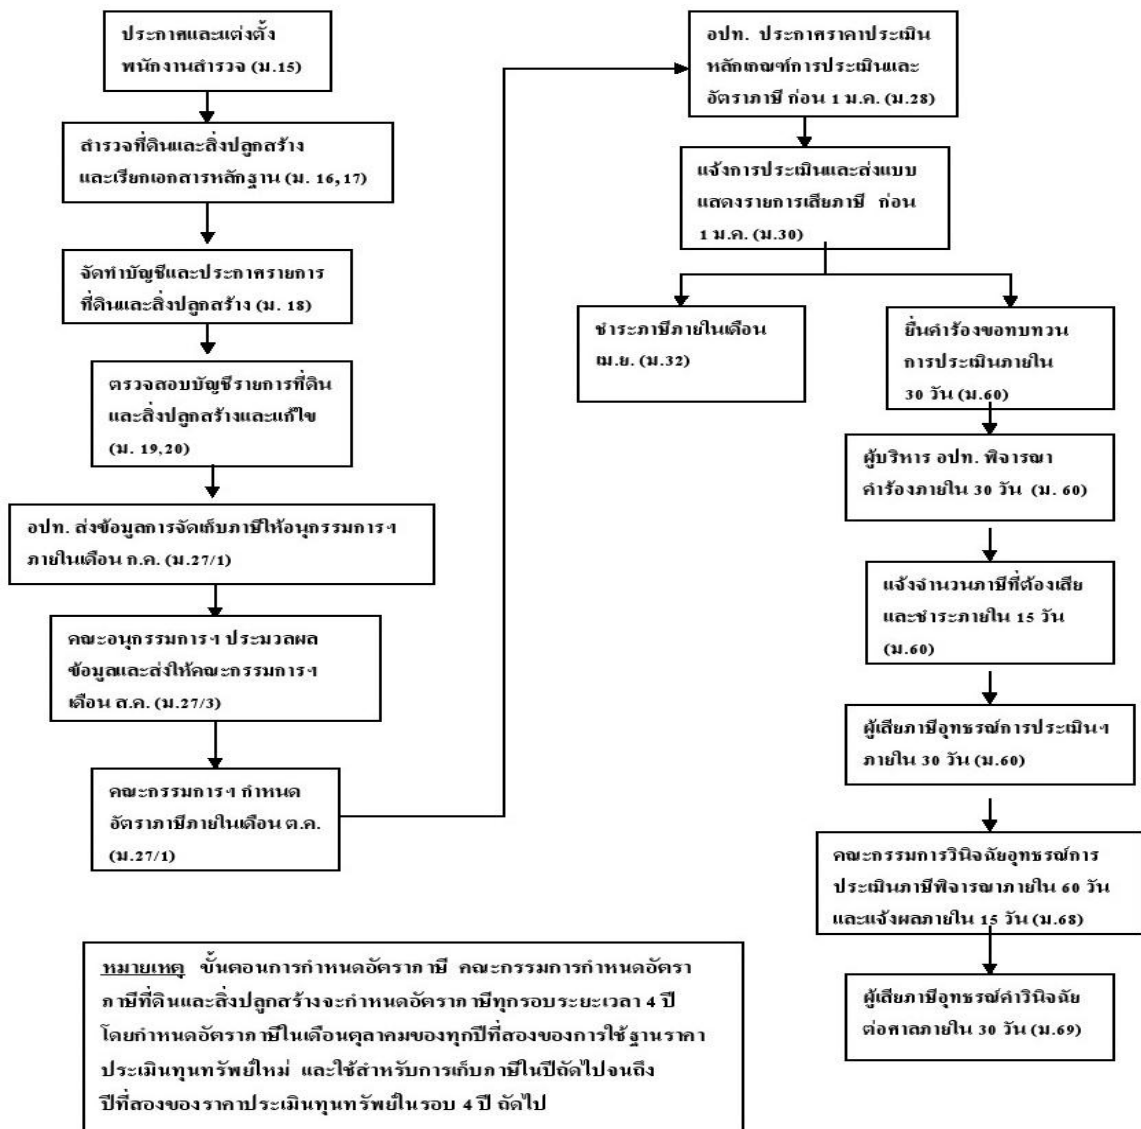 ประกาศและแต่งตั้ง
พนักงานสำรวจ (ม.15)
สำรวจที่ดินและสิ่งปลูกสร้าง
และเรียกเอกสารหลักฐาน (ม. 16,17)
จัดทำบัญชีและประกาศรายการ
ที่ดินและสิ่งปลูกสร้าง (ม. 18)
ตรวจสอบบัญชีรายการที่ดิน
และสิ่งปลูกสร้างและแก้ไข
(ม. 19,20)
อปท. ส่งข้อมูลการจัดเก็บภาษีให้อนุกรรมการฯ
ภายในเดือน ก.ค. (ม.27/1)
คณะอนุกรรมการฯ ประมวลผล
ข้อมูลและส่งให้คณะกรรมการฯ
เดือน ส.ค. (ม.27/3)
คณะกรรมการฯ กำหนด
อัตราภาษีภายในเดือน ต.ค.
(ม.27/1)
อปท. ประกาศราคาประเมิน
หลักเกณฑ์การประเมินและ
อัตราภาษี ก่อน 1 ม.ค. (ม.28)
แจ้งการประเมินและส่งแบบ
แสดงรายการเสียภาษี ก่อน
1 ม.ค. (ม.30)
ชำระภาษีภายในเดือน
เม.ย. (ม.32)
ยื่นคำร้องขอทบทวน
การประเมินภายใน
30 วัน (ม.60)
ผู้บริหาร อปท. พิจารณา
คำร้องภายใน 30 วัน (ม. 60)
แจ้งจำนวนภาษีที่ต้องเสีย
และชำระภายใน 15 วัน
(ม.60)
ผู้เสียภาษีอุทธรณ์การประเมินฯ
ภายใน 30 วัน (ม.60)
คณะกรรมการวินิจฉัยอุทธรณ์การ
ประเมินภาษีพิจารณาภายใน 60 วัน
และแจ้งผลภายใน 15 วัน (ม.68)
ผู้เสียภาษีอุทธรณ์คำวินิจฉัย
ต่อศาลภายใน 30 วัน (ม.69)
หมายเหตุ ขั้นตอนการกำหนดอัตราภาษี คณะกรรมการกำหนดอัตรา
ภาษีที่ดินและสิ่งปลูกสร้างจะกำหนดอัตราภาษีทุกรอบระยะเวลา 4 ปี
โดยกำหนดอัตราภาษีในเดือนตุลาคมของทุกปีที่สองของการใช้ฐานราคา
ประเมินทุนทรัพย์ใหม่ และใช้สำหรับการเก็บภาษีในปีถัดไปจนถึง
ปีที่สองของราคาประเมินทุนทรัพย์ในรอบ 4 ปี ถัดไป